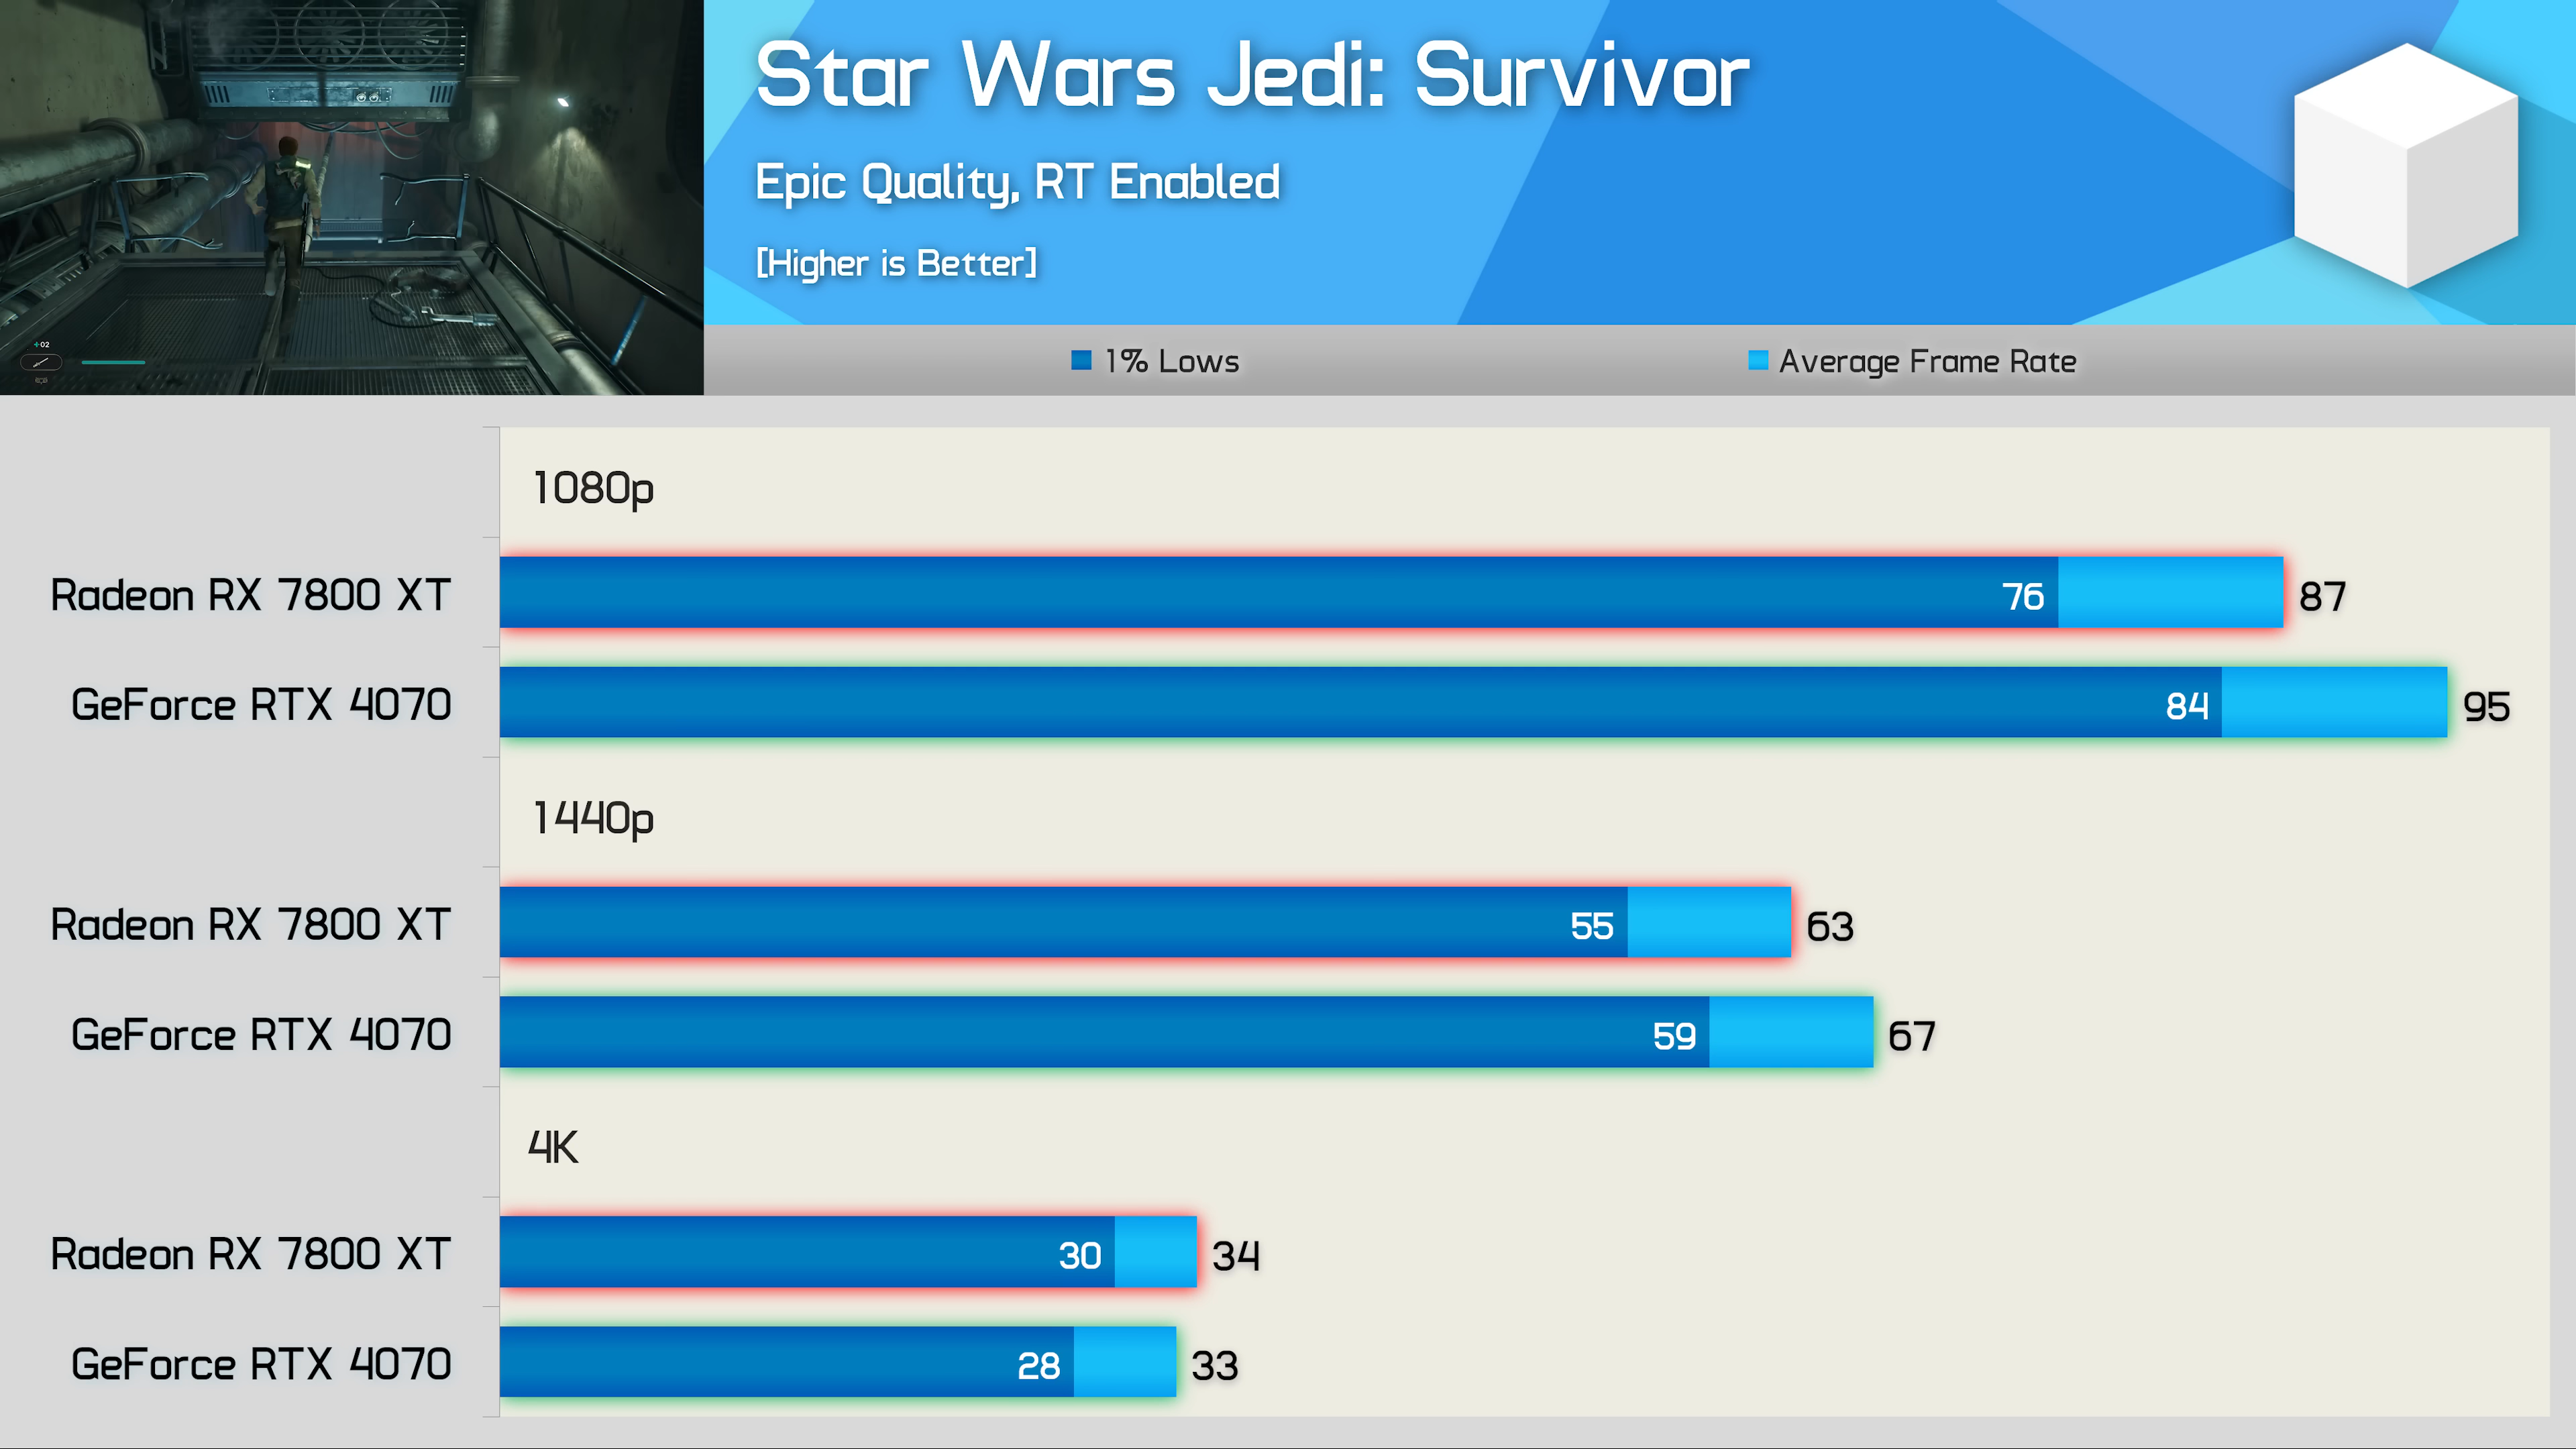 Star Wars Jedi: Survivor
Epic Quality, RT Enabled
[Higher is Better]
1% Lows
Average Frame Rate
+02
1080p
Radeon RX 7800 XT
76
87
GeForce RTX 4070
84
95
1440p
Radeon RX 7800 XT
55
63
GeForce RTX 4070
59
67
4K
Radeon RX 7800 XT
30
34
GeForce RTX 4070
28
33